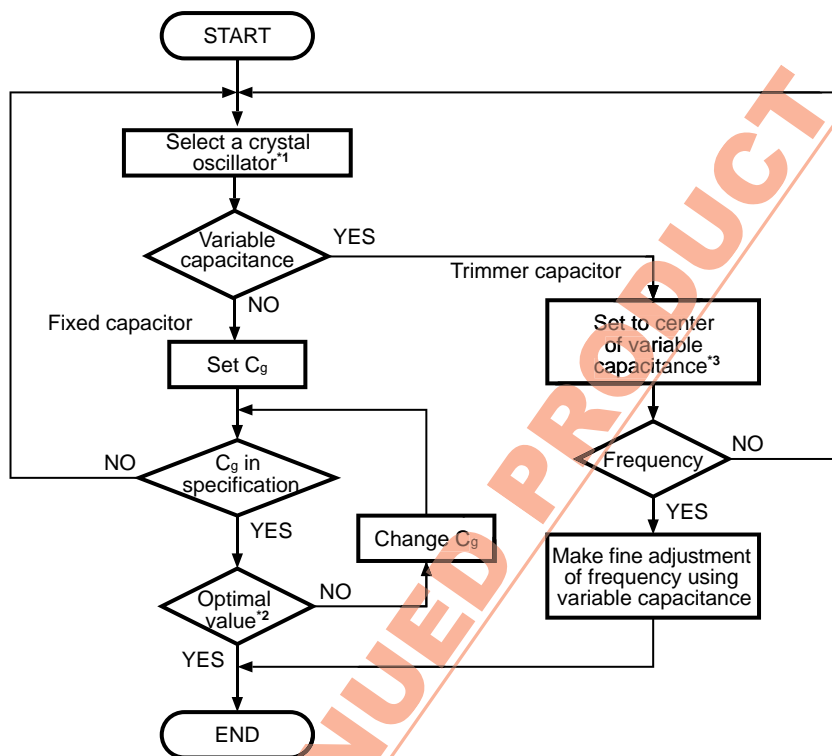 START
Select a crystal
oscillator*1
Variable
capacitance
YES
Trimmer capacitor
NO
Fixed capacitor
Set Cg
Set to center
of variable
capacitance*3
Cg in
specification
NO
YES
Frequency
NO
YES
Change Cg
Optimal
value*2
NO
YES
Make fine adjustment
of frequency using
variable capacitance
END
NUED PRODUCT